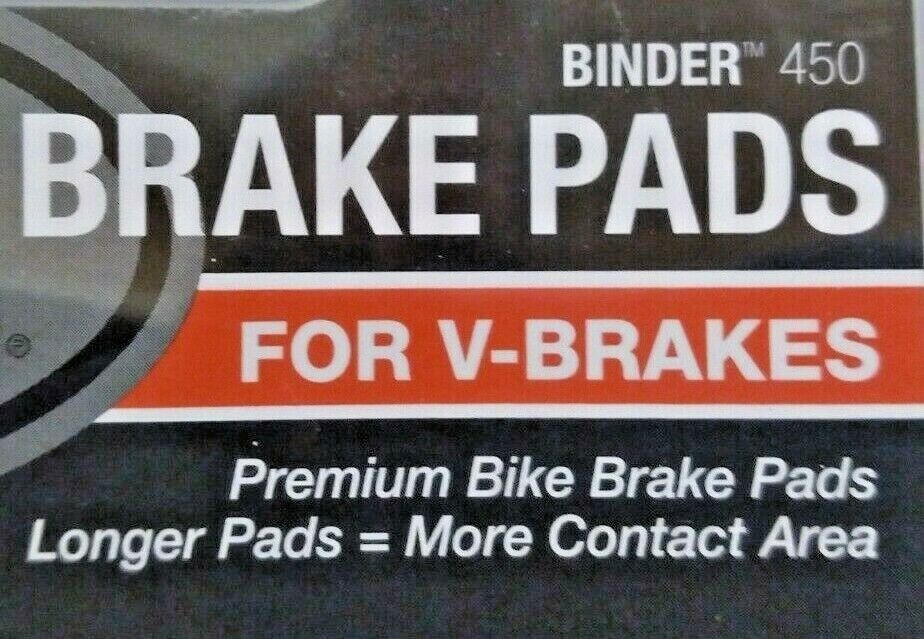 BINDER™ 450
BRAKE PADS
FOR V-BRAKES
Premium Bike Brake Pads
Longer Pads = More Contact Area